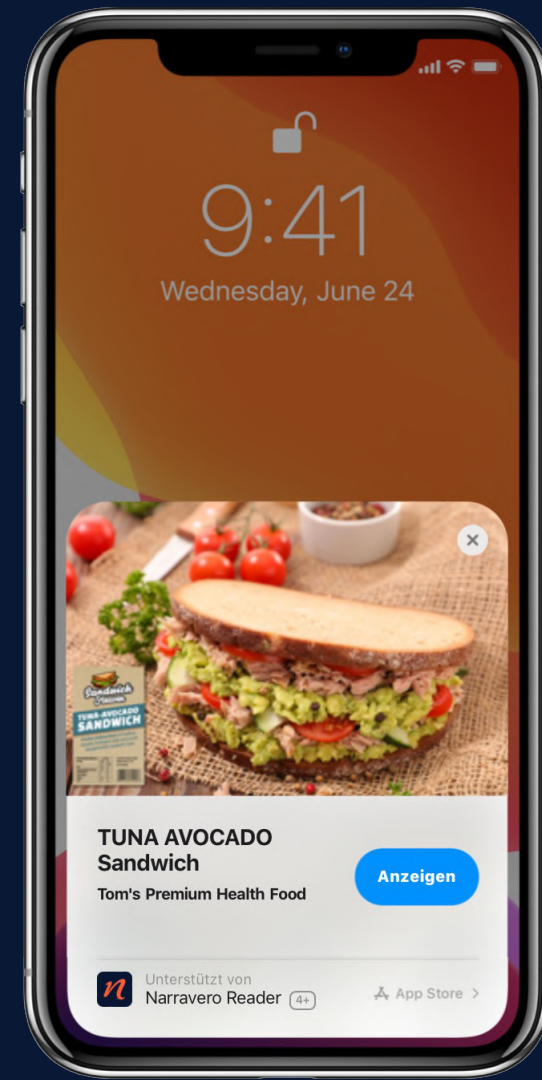 9:41
Wednesday, June 24
Sandwich
TUNA-AVOCADO
SANDWICH
TUNA AVOCADO
Sandwich
Tom's Premium Health Food
Anzeigen
n
Unterstützt von
Narravero Reader 4+
App Store